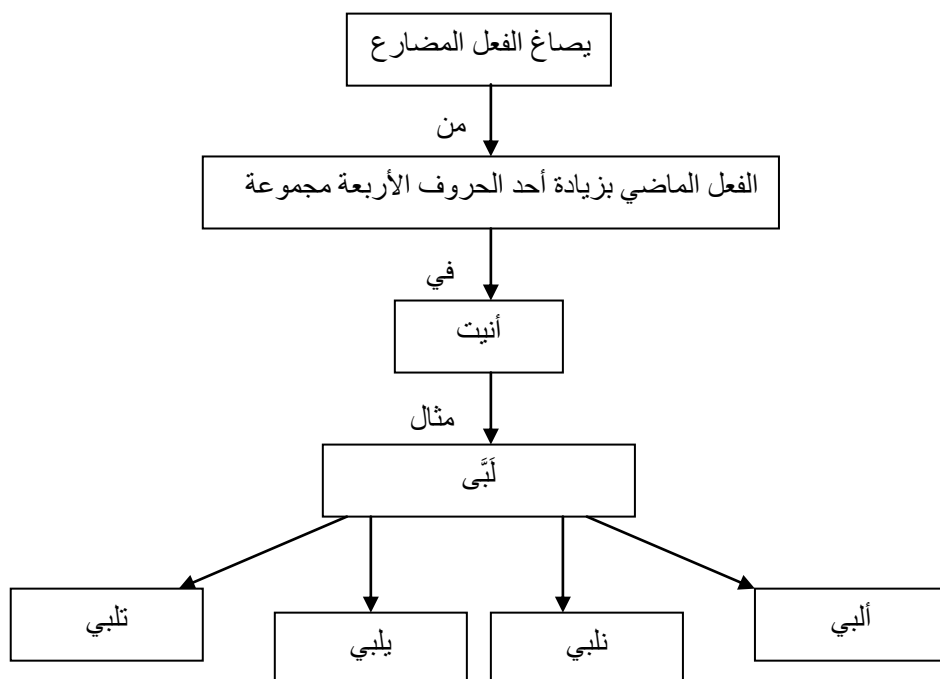 يصاغ الفعل المضارع
من
الفعل الماضي بزيادة أحد الحروف الأربعة مجموعة
في
أنيت
مثال
لَبَّى
ألبي
نلبي
يلبي
تلبي